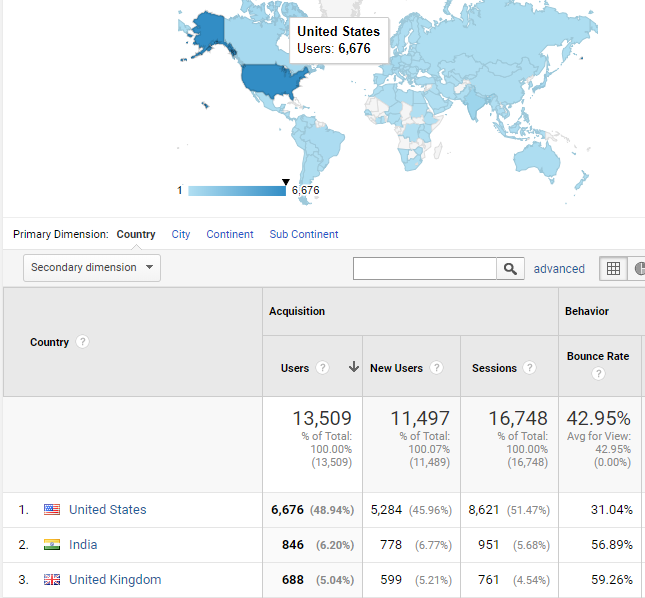 United States
Users: 6,676
1 6,676
Primary Dimension: Country City Continent Sub Continent
Secondary dimension advanced
Country ? Acquisition Behavior
Users ? New Users ? Sessions ? Bounce Rate ?
13,509 11,497 16,748 42.95%
% of Total: % of Total: % of Total: Avg for View:
100.00% 100.07% 100.00% 42.95%
(13,509) (11,489) (16,748) (0.00%)
1. United States 6,676 (48.94%) 5,284 (45.96%) 8,621 (51.47%) 31.04%
2. India 846 (6.20%) 778 (6.77%) 951 (5.68%) 56.89%
3. United Kingdom 688 (5.04%) 599 (5.21%) 761 (4.54%) 59.26%